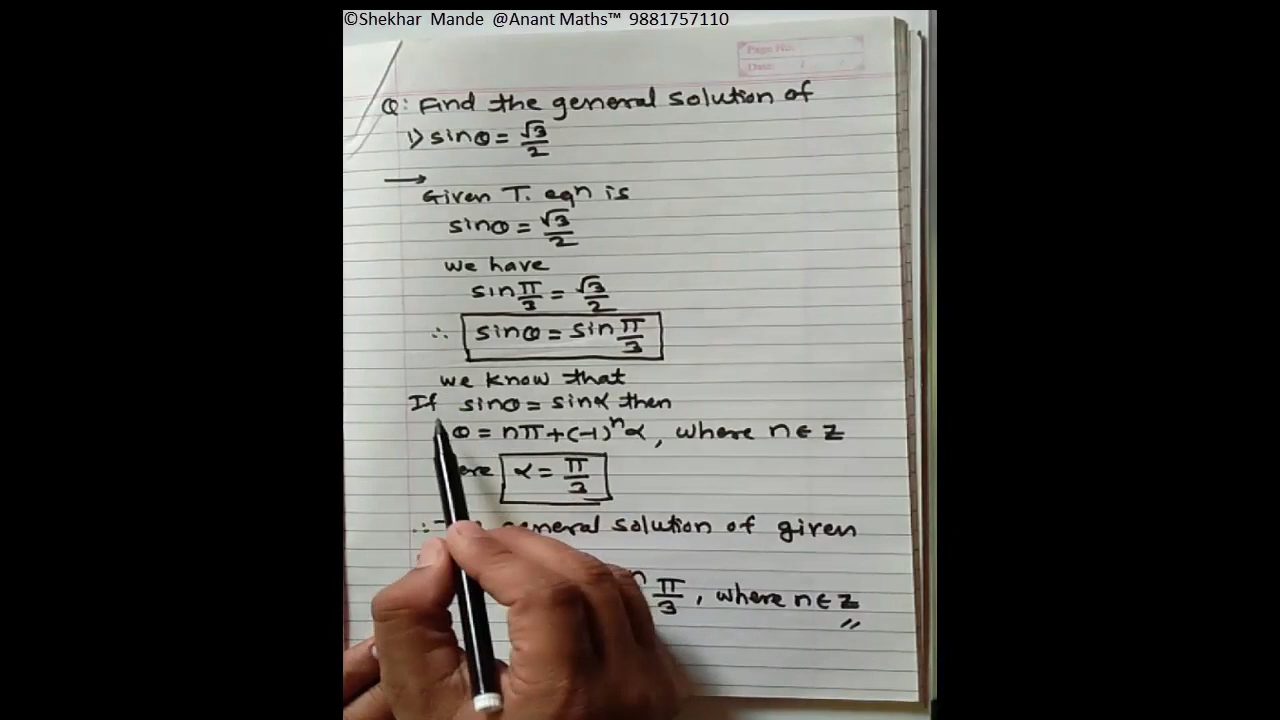 ©Shekhar Mande @Anant Maths™ 9881757110
Page No.
Date: / /
Q: Find the general solution of
1) sinθ = √3/2
→ Given T. eqⁿ is
sinθ = √3/2
we have
sin π/3 = √3/2
∴ sinθ = sin π/3
we know that
If sinθ = sinα then
θ = nπ + (-1)ⁿα, where n ∈ Z
α = π/3
general solution of given
n π/3, where n ∈ Z